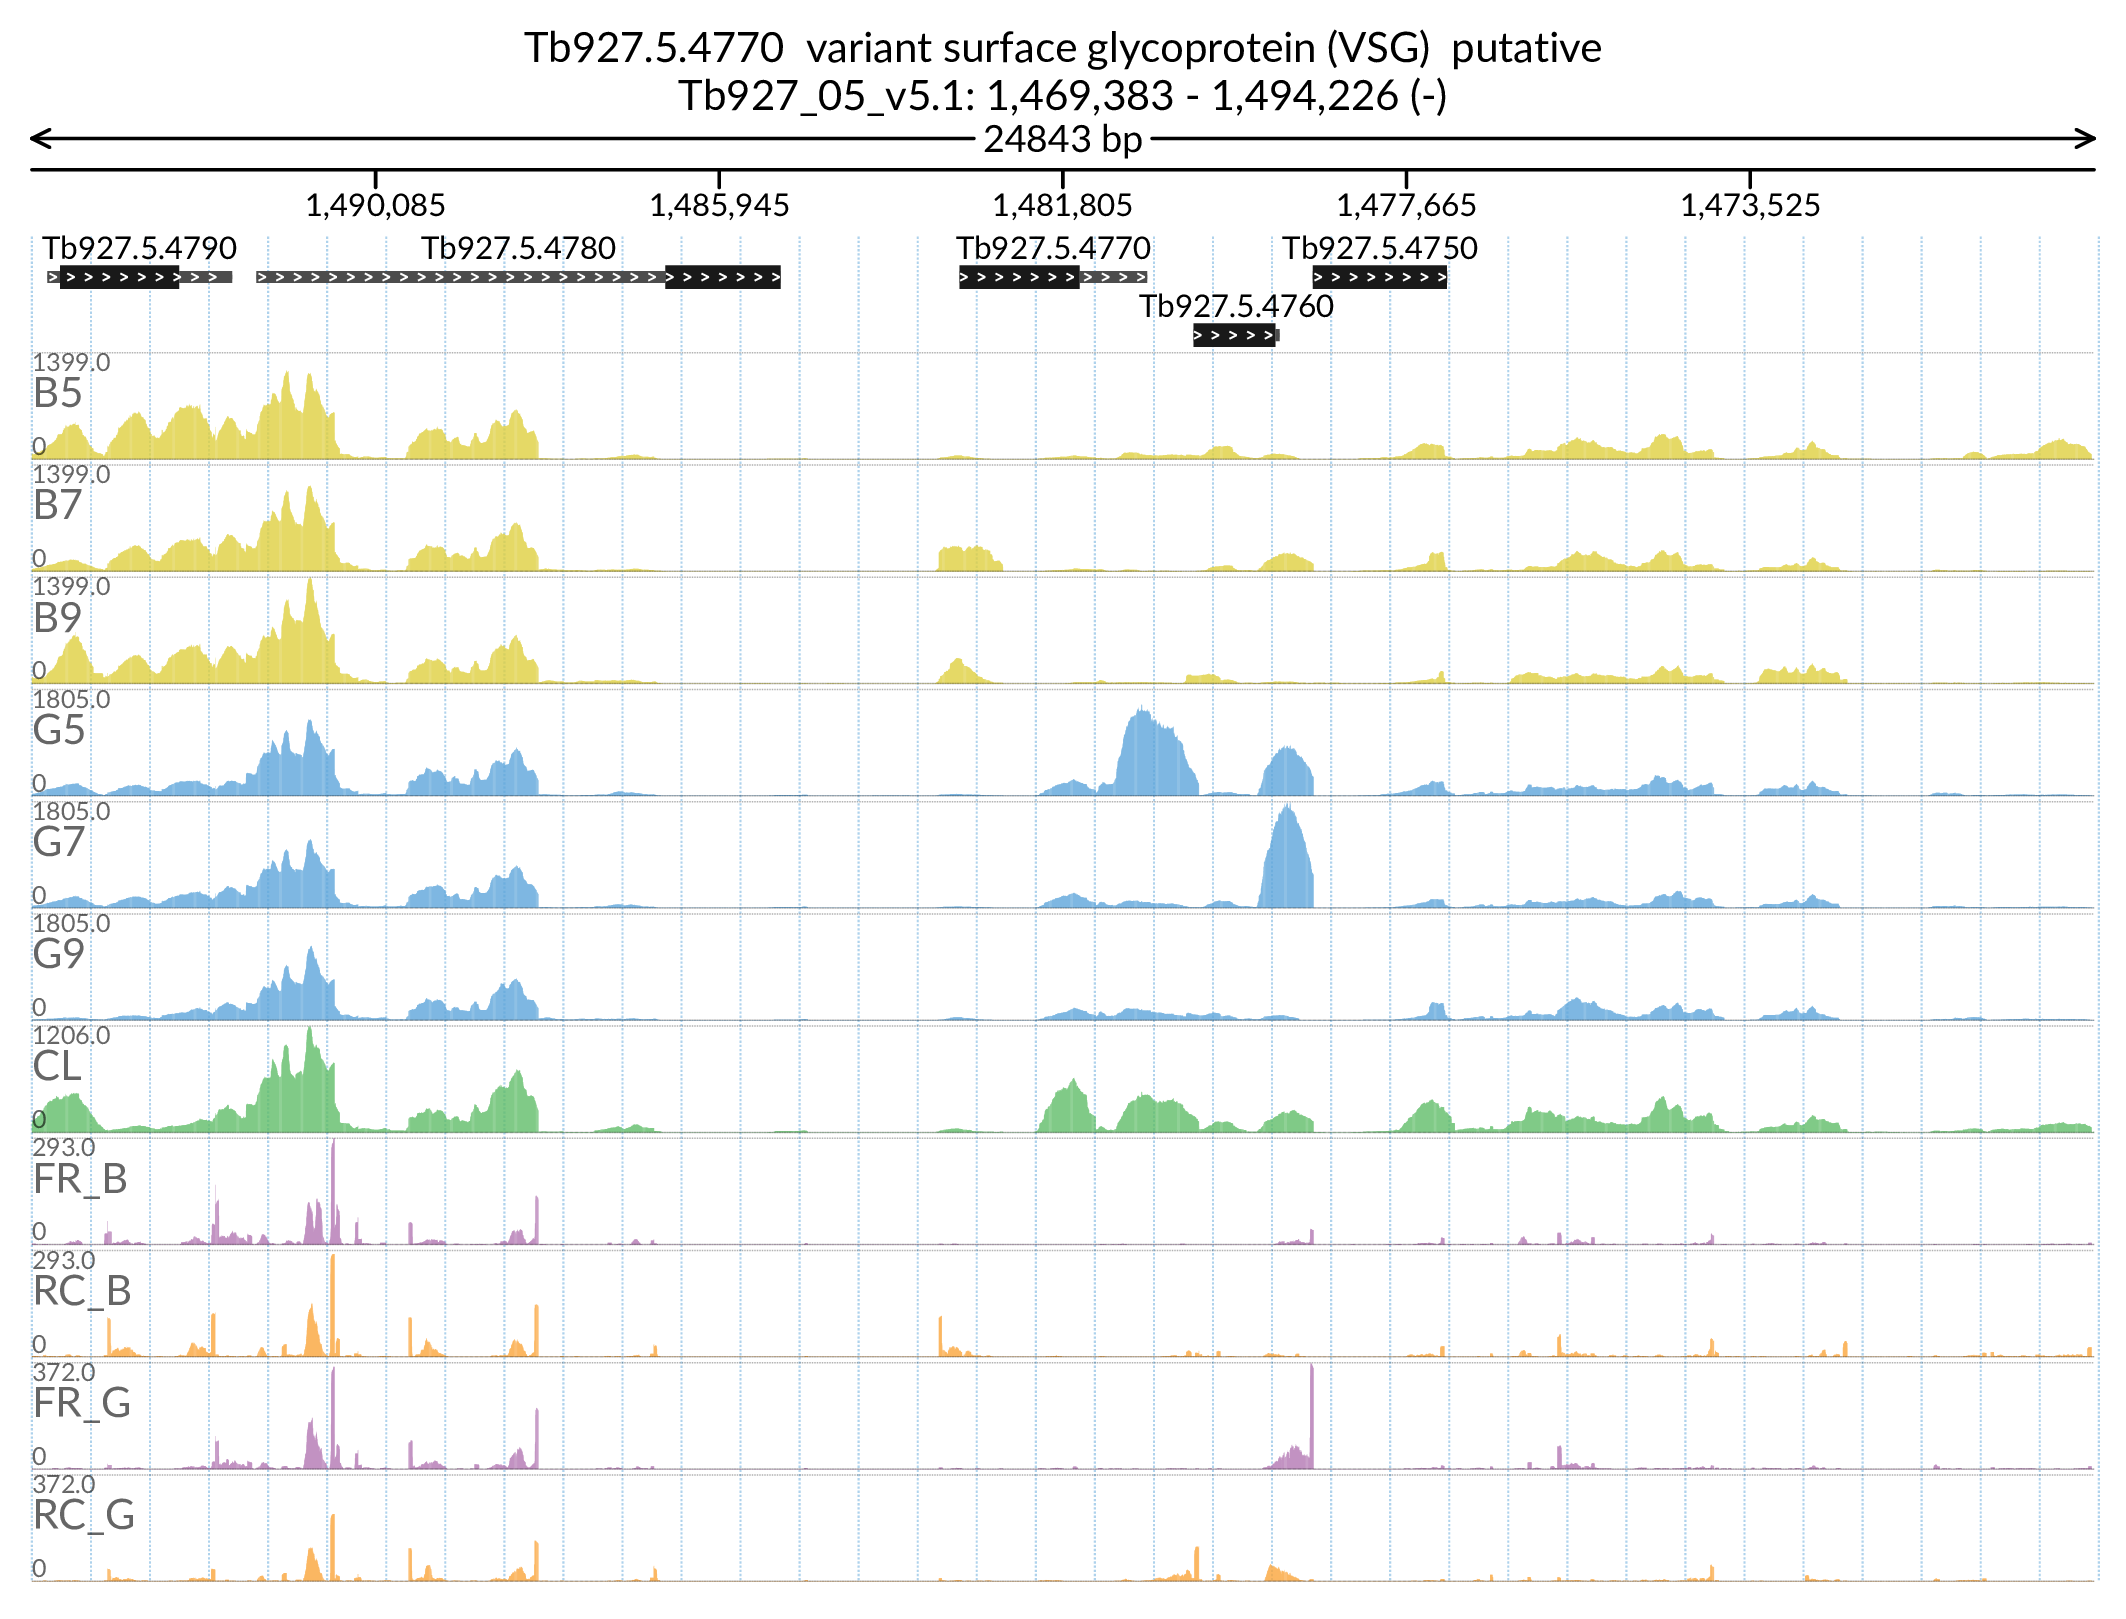 Tb927.5.4770  variant surface glycoprotein (VSG)  putative
Tb927_05_v5.1: 1,469,383 - 1,494,226 (-)
24843 bp
1,490,085 1,485,945 1,481,805 1,477,665 1,473,525
Tb927.5.4790 Tb927.5.4780 Tb927.5.4770 Tb927.5.4750
Tb927.5.4760
1399.0
B5
0
1399.0
B7
0
1399.0
B9
0
1805.0
G5
0
1805.0
G7
0
1805.0
G9
0
1206.0
CL
0
293.0
FR_B
0
293.0
RC_B
0
372.0
FR_G
0
372.0
RC_G
0